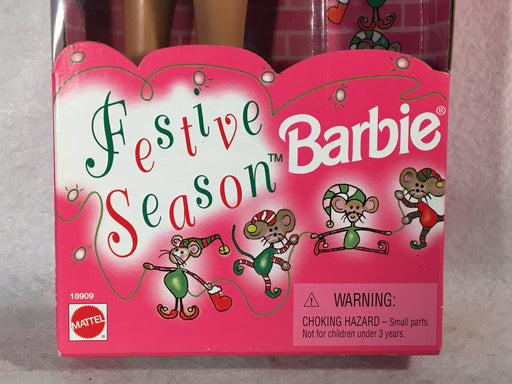 Festive
Season™
Barbie®
18909
MATTEL
⚠ WARNING:
CHOKING HAZARD – Small parts.
Not for children under 3 years.